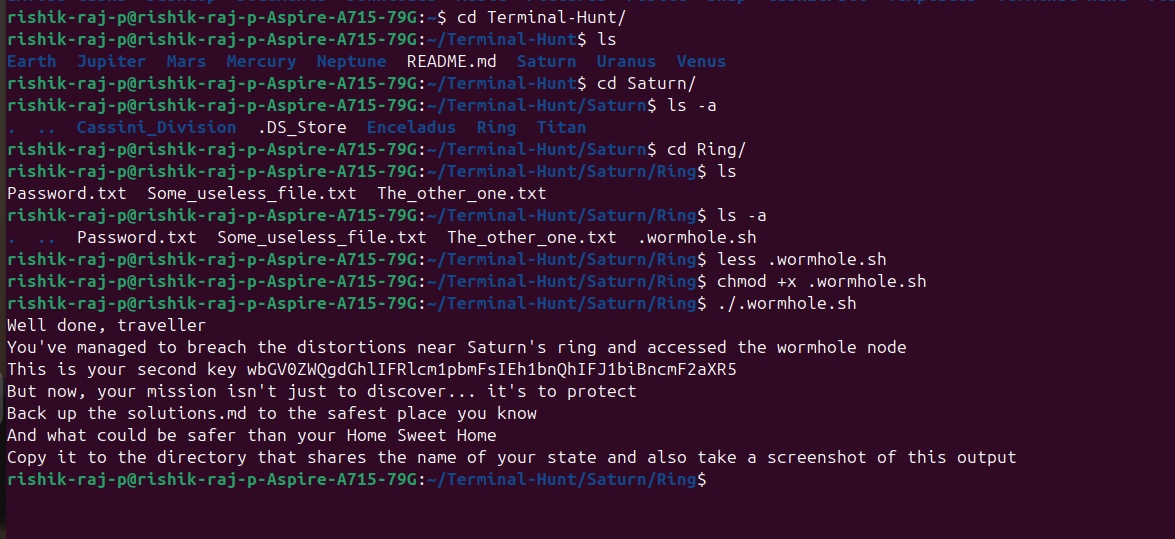 rishik-raj-p@rishik-raj-p-Aspire-A715-79G:~$ cd Terminal-Hunt/
rishik-raj-p@rishik-raj-p-Aspire-A715-79G:~/Terminal-Hunt$ ls
Earth  Jupiter  Mars  Mercury  Neptune  README.md  Saturn  Uranus  Venus
rishik-raj-p@rishik-raj-p-Aspire-A715-79G:~/Terminal-Hunt$ cd Saturn/
rishik-raj-p@rishik-raj-p-Aspire-A715-79G:~/Terminal-Hunt/Saturn$ ls -a
.  ..  Cassini_Division  .DS_Store  Enceladus  Ring  Titan
rishik-raj-p@rishik-raj-p-Aspire-A715-79G:~/Terminal-Hunt/Saturn$ cd Ring/
rishik-raj-p@rishik-raj-p-Aspire-A715-79G:~/Terminal-Hunt/Saturn/Ring$ ls
Password.txt  Some_useless_file.txt  The_other_one.txt
rishik-raj-p@rishik-raj-p-Aspire-A715-79G:~/Terminal-Hunt/Saturn/Ring$ ls -a
.  ..  Password.txt  Some_useless_file.txt  The_other_one.txt  .wormhole.sh
rishik-raj-p@rishik-raj-p-Aspire-A715-79G:~/Terminal-Hunt/Saturn/Ring$ less .wormhole.sh
rishik-raj-p@rishik-raj-p-Aspire-A715-79G:~/Terminal-Hunt/Saturn/Ring$ chmod +x .wormhole.sh
rishik-raj-p@rishik-raj-p-Aspire-A715-79G:~/Terminal-Hunt/Saturn/Ring$ ./.wormhole.sh
Well done, traveller
You've managed to breach the distortions near Saturn's ring and accessed the wormhole node
This is your second key wbGV0ZWQgdGhlIFRlcm1pbmFsIEh1bnQhIFJ1biBncmF2aXR5
But now, your mission isn't just to discover... it's to protect
Back up the solutions.md to the safest place you know
And what could be safer than your Home Sweet Home
Copy it to the directory that shares the name of your state and also take a screenshot of this output
rishik-raj-p@rishik-raj-p-Aspire-A715-79G:~/Terminal-Hunt/Saturn/Ring$